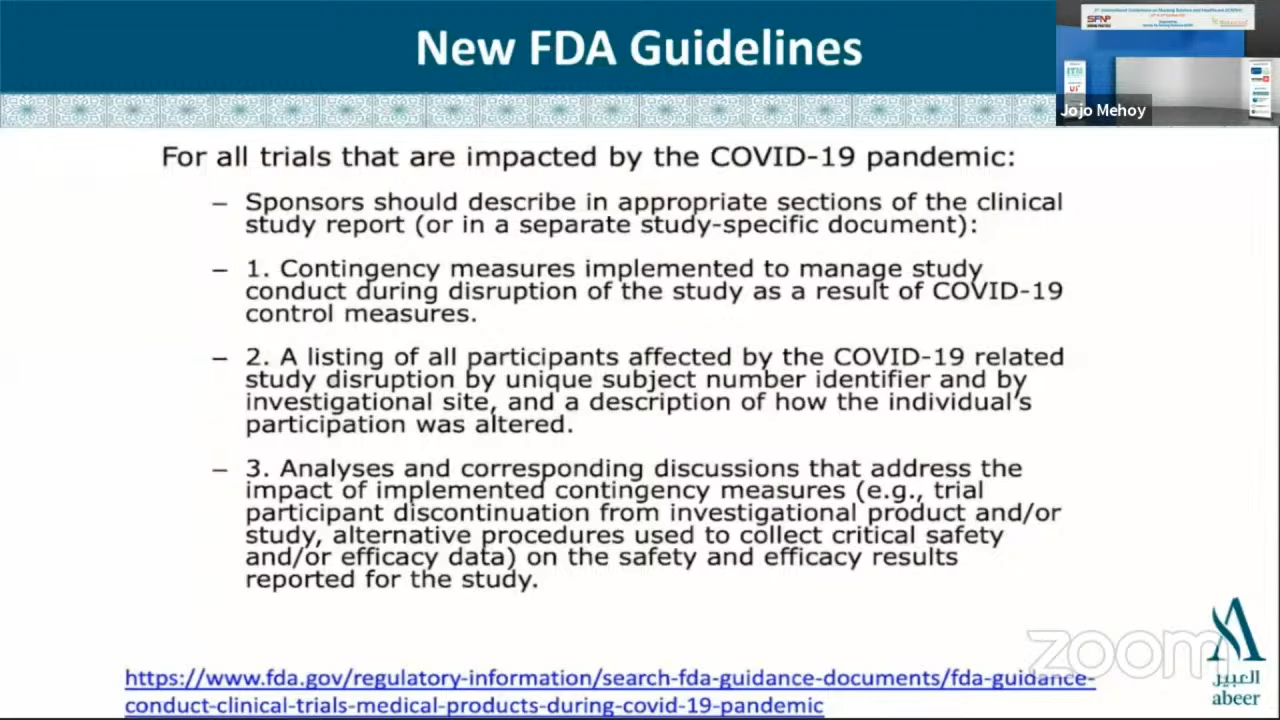 New FDA Guidelines
SFNP
Jojo Mehoy
For all trials that are impacted by the COVID-19 pandemic:
– Sponsors should describe in appropriate sections of the clinical
study report (or in a separate study-specific document):
– 1. Contingency measures implemented to manage study
conduct during disruption of the study as a result of COVID-19
control measures.
– 2. A listing of all participants affected by the COVID-19 related
study disruption by unique subject number identifier and by
investigational site, and a description of how the individual's
participation was altered.
– 3. Analyses and corresponding discussions that address the
impact of implemented contingency measures (e.g., trial
participant discontinuation from investigational product and/or
study, alternative procedures used to collect critical safety
and/or efficacy data) on the safety and efficacy results
reported for the study.
zoom
https://www.fda.gov/regulatory-information/search-fda-guidance-documents/fda-guidance-
conduct-clinical-trials-medical-products-during-covid-19-pandemic
العبير
abeer